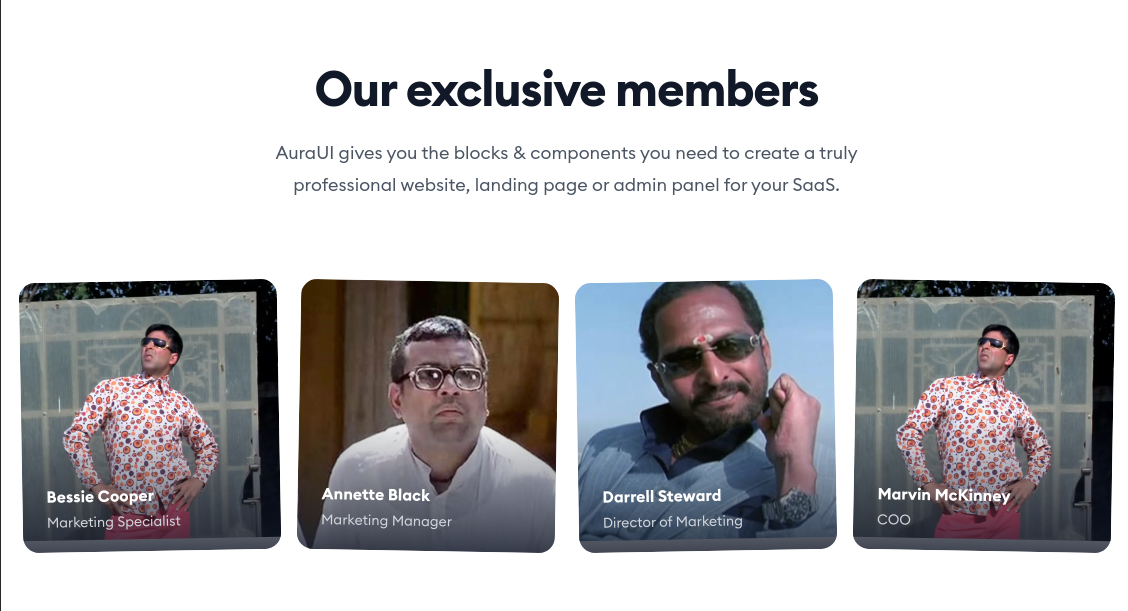 Our exclusive members
AuraUI gives you the blocks & components you need to create a truly
professional website, landing page or admin panel for your SaaS.
Bessie Cooper
Marketing Specialist
Annette Black
Marketing Manager
Darrell Steward
Director of Marketing
Marvin McKinney
COO